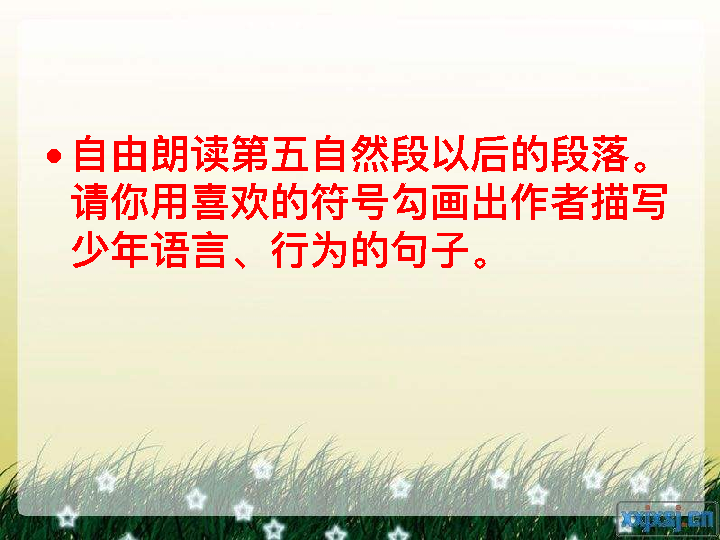 •自由朗读第五自然段以后的段落。
请你用喜欢的符号勾画出作者描写
少年语言、行为的句子。
xxjxsj.cn